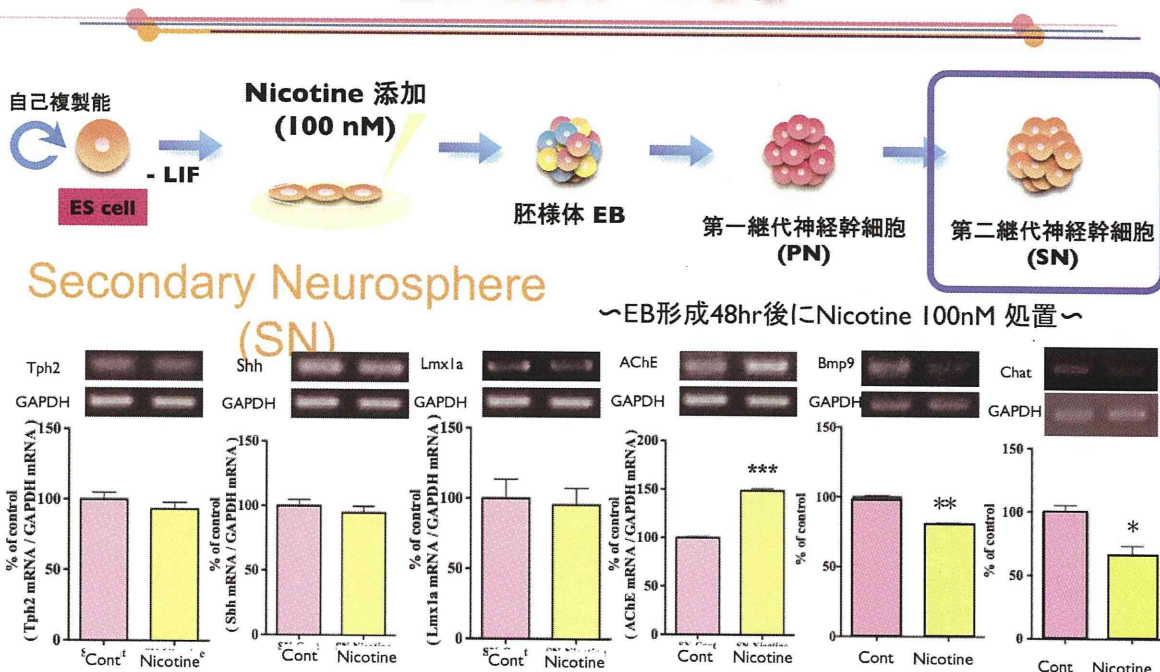 自己複製能
ES cell
- LIF
Nicotine 添加
(100 nM)
胚様体 EB
第一継代神経幹細胞
(PN)
第二継代神経幹細胞
(SN)
Secondary Neurosphere
(SN)
～EB形成48hr後にNicotine 100nM 処置～
Tph2
GAPDH
% of control
( Tph2 mRNA / GAPDH mRNA)
150
100
50
0
Cont Nicotine
Shh
GAPDH
% of control
( Shh mRNA / GAPDH mRNA)
150
100
50
0
Cont Nicotine
Lmx1a
GAPDH
% of control
( Lmx1a mRNA / GAPDH mRNA)
150
100
50
0
Cont Nicotine
AChE
GAPDH
% of control
(AChE mRNA / GAPDH mRNA)
200
150
100
50
0
***
Cont Nicotine
Bmp9
GAPDH
% of control
150
100
50
0
**
Cont Nicotine
Chat
GAPDH
% of control
150
100
50
0
*
Cont Nicotine